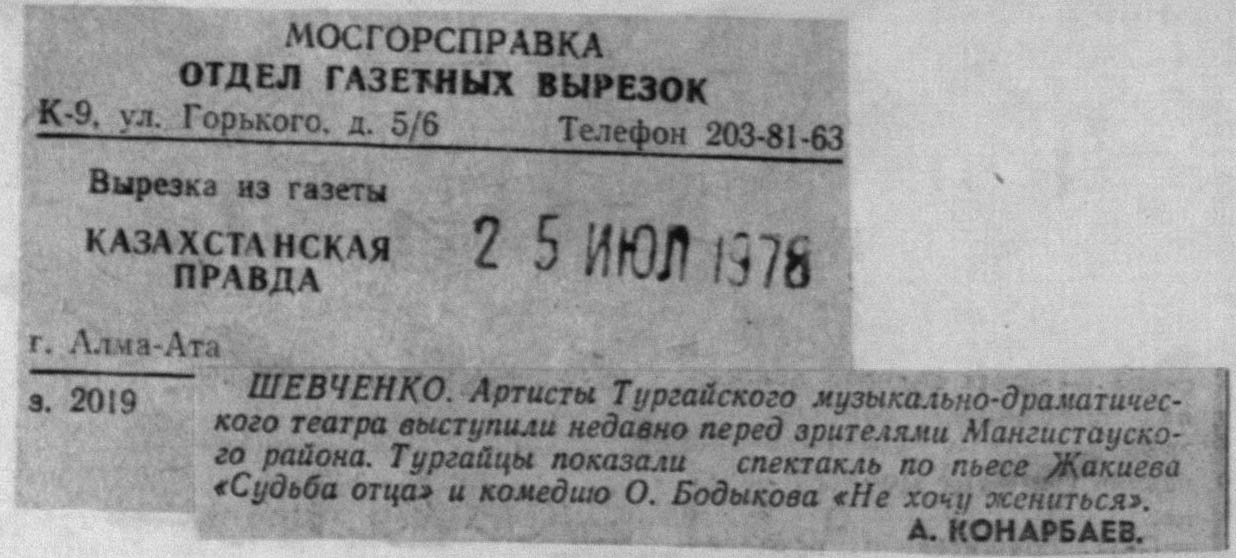 МОСГОРСПРАВКА
ОТДЕЛ ГАЗЕТНЫХ ВЫРЕЗОК
К-9, ул. Горького, д. 5/6 Телефон 203-81-63
Вырезка из газеты
КАЗАХСТАНСКАЯ
ПРАВДА
25 ИЮЛ 1978
г. Алма-Ата
з. 2019
ШЕВЧЕНКО. Артисты Тургайского музыкально-драматичес-
кого театра выступили недавно перед зрителями Мангистауско-
го района. Тургайцы показали спектакль по пьесе Жакиева
«Судьба отца» и комедию О. Бодыкова «Не хочу жениться».
А. КОНАРБАЕВ.